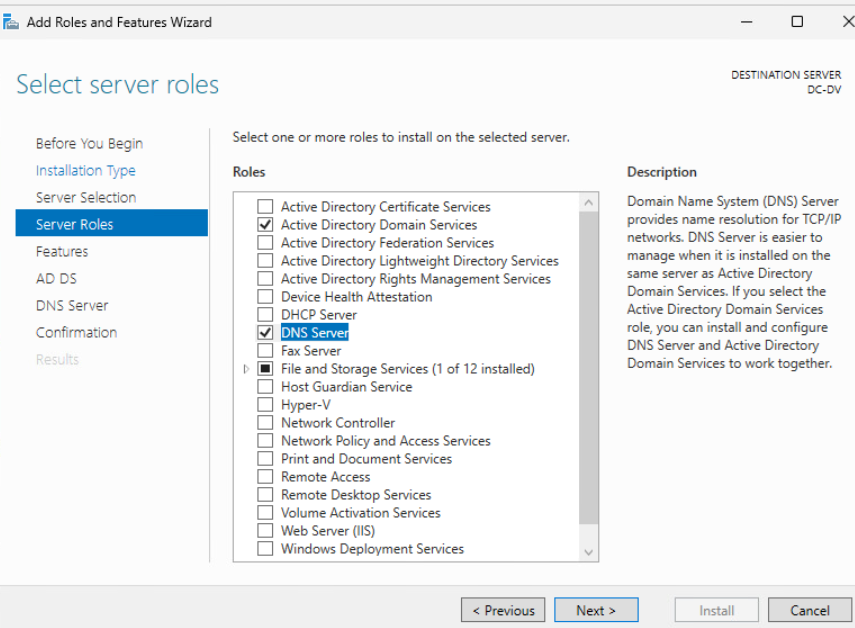 Add Roles and Features Wizard
Select server roles
DESTINATION SERVER
DC-DV
Before You Begin
Installation Type
Server Selection
Server Roles
Features
AD DS
DNS Server
Confirmation
Results
Select one or more roles to install on the selected server.
Roles
Active Directory Certificate Services
Active Directory Domain Services
Active Directory Federation Services
Active Directory Lightweight Directory Services
Active Directory Rights Management Services
Device Health Attestation
DHCP Server
DNS Server
Fax Server
File and Storage Services (1 of 12 installed)
Host Guardian Service
Hyper-V
Network Controller
Network Policy and Access Services
Print and Document Services
Remote Access
Remote Desktop Services
Volume Activation Services
Web Server (IIS)
Windows Deployment Services
Description
Domain Name System (DNS) Server
provides name resolution for TCP/IP
networks. DNS Server is easier to
manage when it is installed on the
same server as Active Directory
Domain Services. If you select the
Active Directory Domain Services
role, you can install and configure
DNS Server and Active Directory
Domain Services to work together.
< Previous
Next >
Install
Cancel